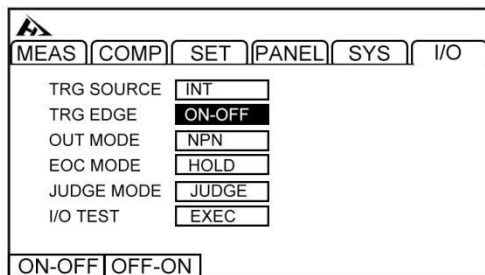 MEAS COMP SET PANEL SYS I/O
TRG SOURCE INT
TRG EDGE ON-OFF
OUT MODE NPN
EOC MODE HOLD
JUDGE MODE JUDGE
I/O TEST EXEC
ON-OFF OFF-ON